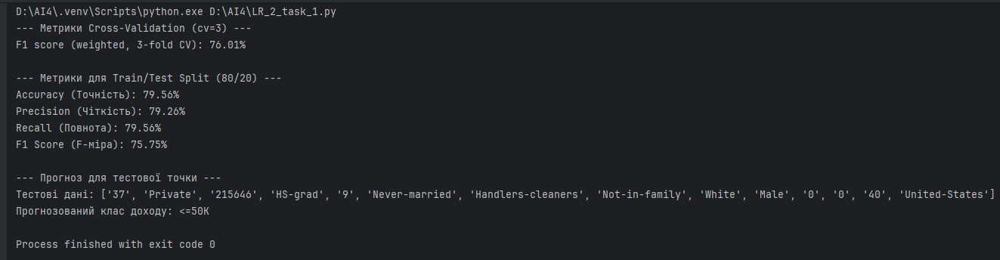 D:\AI4\.venv\Scripts\python.exe D:\AI4\LR_2_task_1.py
--- Метрики Cross-Validation (cv=3) ---
F1 score (weighted, 3-fold CV): 76.01%
--- Метрики для Train/Test Split (80/20) ---
Accuracy (Точність): 79.56%
Precision (Чіткість): 79.26%
Recall (Повнота): 79.56%
F1 Score (F-міра): 75.75%
--- Прогноз для тестової точки ---
Тестові дані: ['37', 'Private', '215646', 'HS-grad', '9', 'Never-married', 'Handlers-cleaners', 'Not-in-family', 'White', 'Male', '0', '0', '40', 'United-States']
Прогнозований клас доходу: <=50K
Process finished with exit code 0